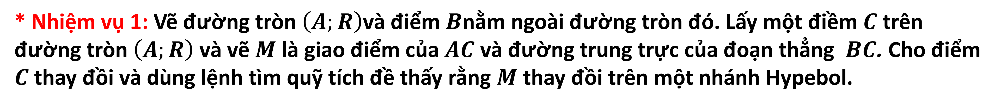 * Nhiệm vụ 1: Vẽ đường tròn (A; R)và điểm Bnằm ngoài đường tròn đó. Lấy một điềm C trên
đường tròn (A; R) và vẽ M là giao điểm của AC và đường trung trực của đoạn thẳng BC. Cho điểm
C thay đồi và dùng lệnh tìm quỹ tích đề thấy rằng M thay đồi trên một nhánh Hypebol.